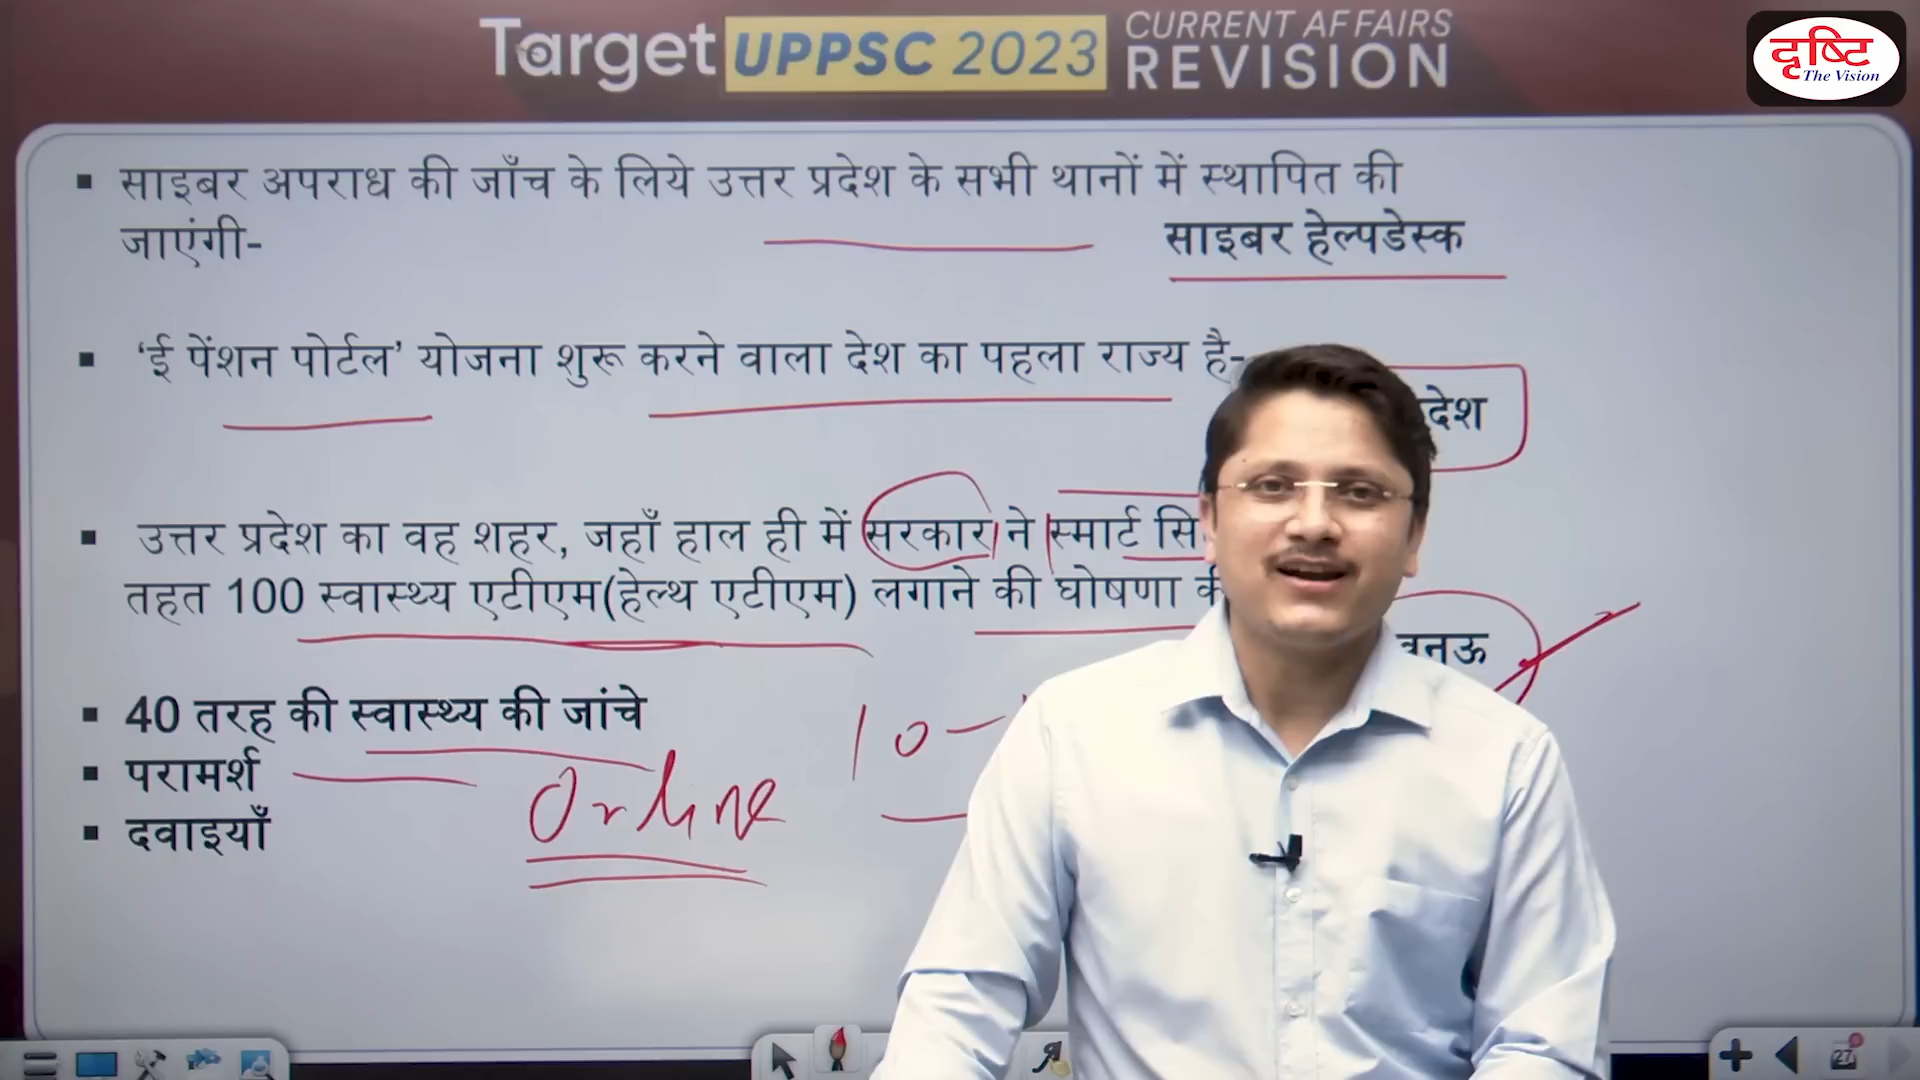 Target UPPSC 2023 CURRENT AFFAIRS
REVISION
दृष्टि
The Vision
साइबर अपराध की जाँच के लिये उत्तर प्रदेश के सभी थानों में स्थापित की
जाएंगी-
साइबर हेल्पडेस्क
‘ई पेंशन पोर्टल’ योजना शुरू करने वाला देश का पहला राज्य है-
उत्तर प्रदेश का वह शहर, जहाँ हाल ही में सरकार ने स्मार्ट
तहत 100 स्वास्थ्य एटीएम(हेल्थ एटीएम) लगाने की घोषणा
40 तरह की स्वास्थ्य की जांचे
परामर्श
दवाइयाँ
Online
10-
27